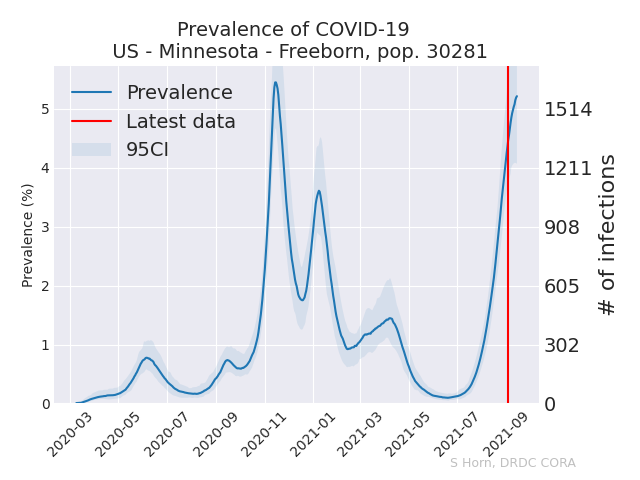 Prevalence of COVID-19
US - Minnesota - Freeborn, pop. 30281
Prevalence
Latest data
95CI
Prevalence (%)
5
4
3
2
1
0
1514
1211
908
605
302
0
# of infections
2020-03
2020-05
2020-07
2020-09
2020-11
2021-01
2021-03
2021-05
2021-07
2021-09
S Horn, DRDC CORA